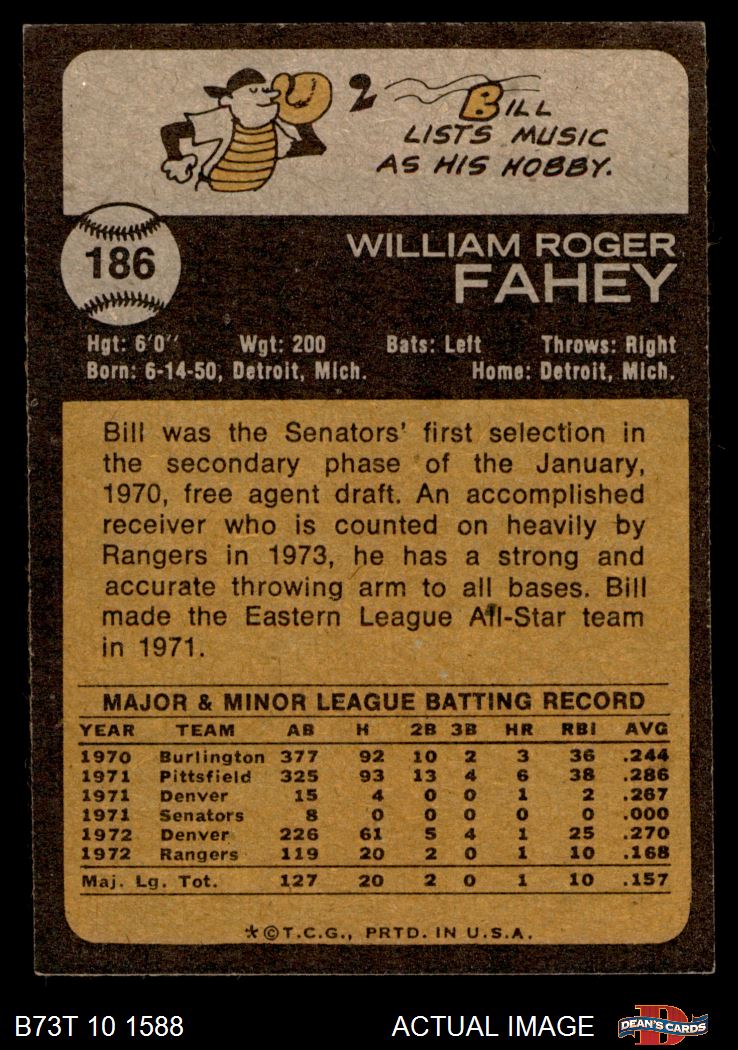 2 BILL
LISTS MUSIC
AS HIS HOBBY.
186
WILLIAM ROGER
FAHEY
Hgt: 6'0" Wgt: 200 Bats: Left Throws: Right
Born: 6-14-50, Detroit, Mich. Home: Detroit, Mich.
Bill was the Senators' first selection in
the secondary phase of the January,
1970, free agent draft. An accomplished
receiver who is counted on heavily by
Rangers in 1973, he has a strong and
accurate throwing arm to all bases. Bill
made the Eastern League All-Star team
in 1971.
MAJOR & MINOR LEAGUE BATTING RECORD
YEAR TEAM AB H 2B 3B HR RBI AVG
1970 Burlington 377 92 10 2 3 36 .244
1971 Pittsfield 325 93 13 4 6 38 .286
1971 Denver 15 4 0 0 1 2 .267
1971 Senators 8 0 0 0 0 0 .000
1972 Denver 226 61 5 4 1 25 .270
1972 Rangers 119 20 2 0 1 10 .168
Maj. Lg. Tot. 127 20 2 0 1 10 .157
*©T.C.G., PRTD. IN U.S.A.
B73T 10 1588 ACTUAL IMAGE DEAN'S CARDS